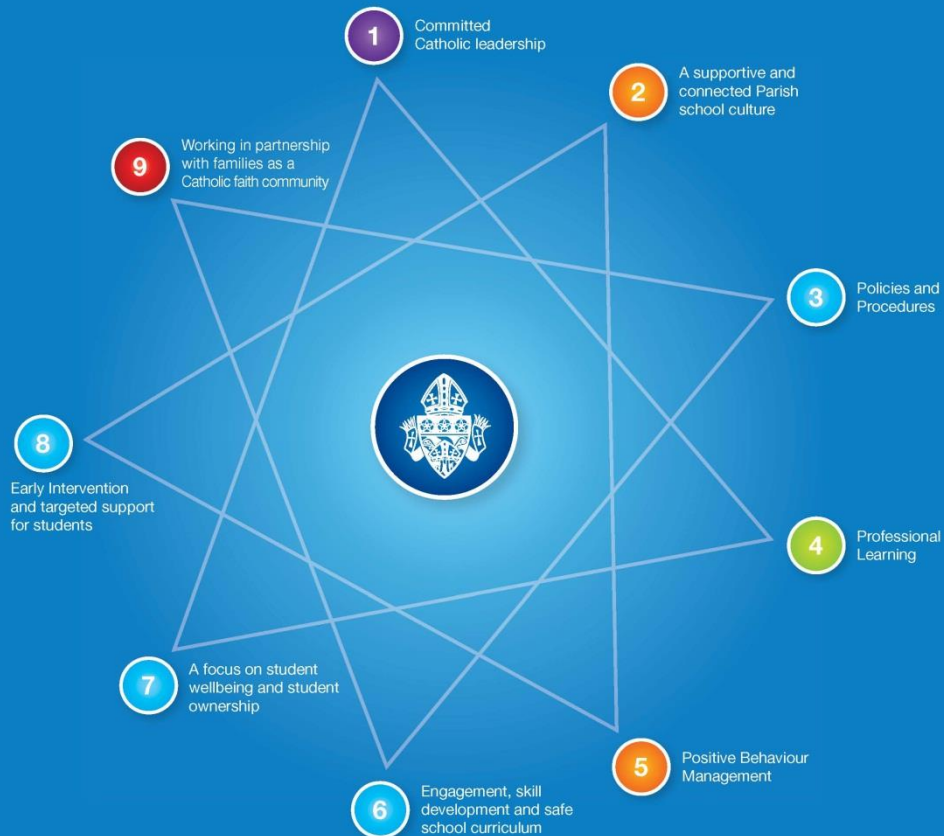 1
Committed
Catholic leadership
2
A supportive and
connected Parish
school culture
9
Working in partnership
with families as a
Catholic faith community
3
Policies and
Procedures
8
Early Intervention
and targeted support
for students
4
Professional
Learning
7
A focus on student
wellbeing and student
ownership
5
Positive Behaviour
Management
6
Engagement, skill
development and safe
school curriculum